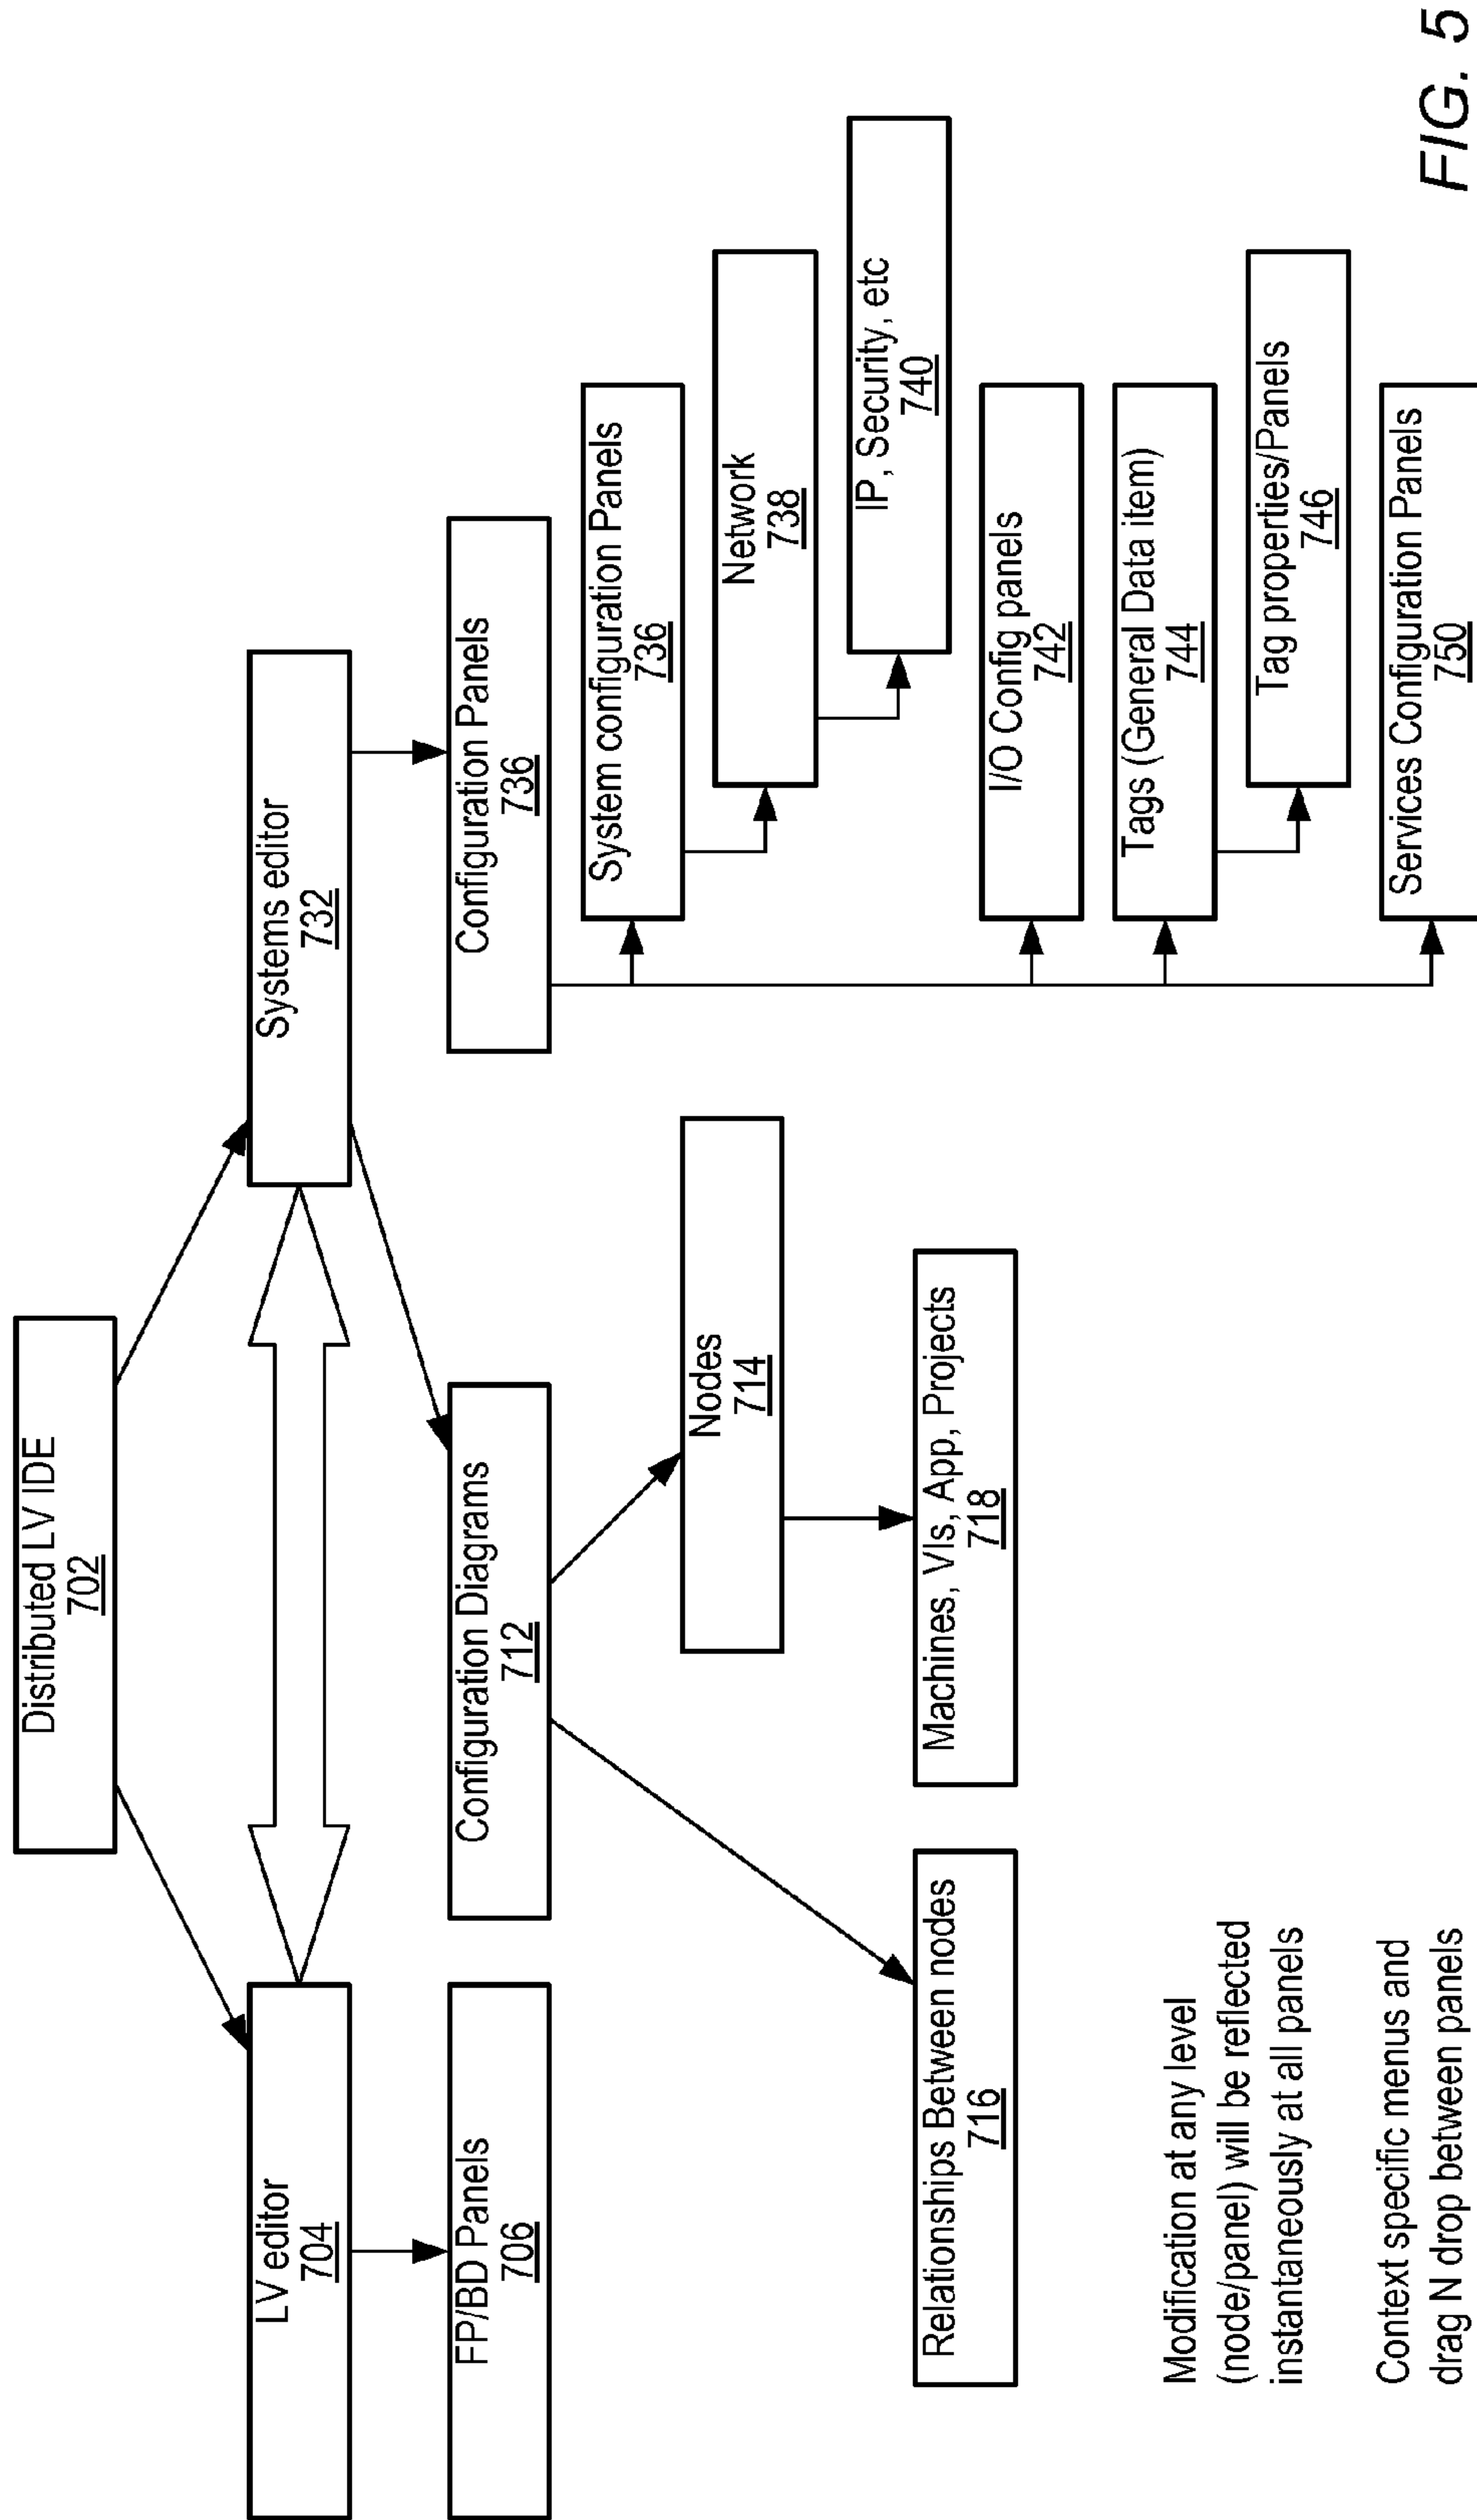 Distributed LV IDE
702
LV editor
704
Systems editor
732
FP/BD Panels
706
Configuration Diagrams
712
Configuration Panels
736
System configuration Panels
736
Nodes
714
Network
738
IP, Security, etc
740
Relationships Between nodes
716
Machines, VIs, App, Projects
718
I/O Config panels
742
Tags (General Data item)
744
Tag properties/Panels
746
Services Configuration Panels
750
Modification at any level
(node/panel) will be reflected
instantaneously at all panels
Context specific menus and
drag N drop between panels
FIG. 5